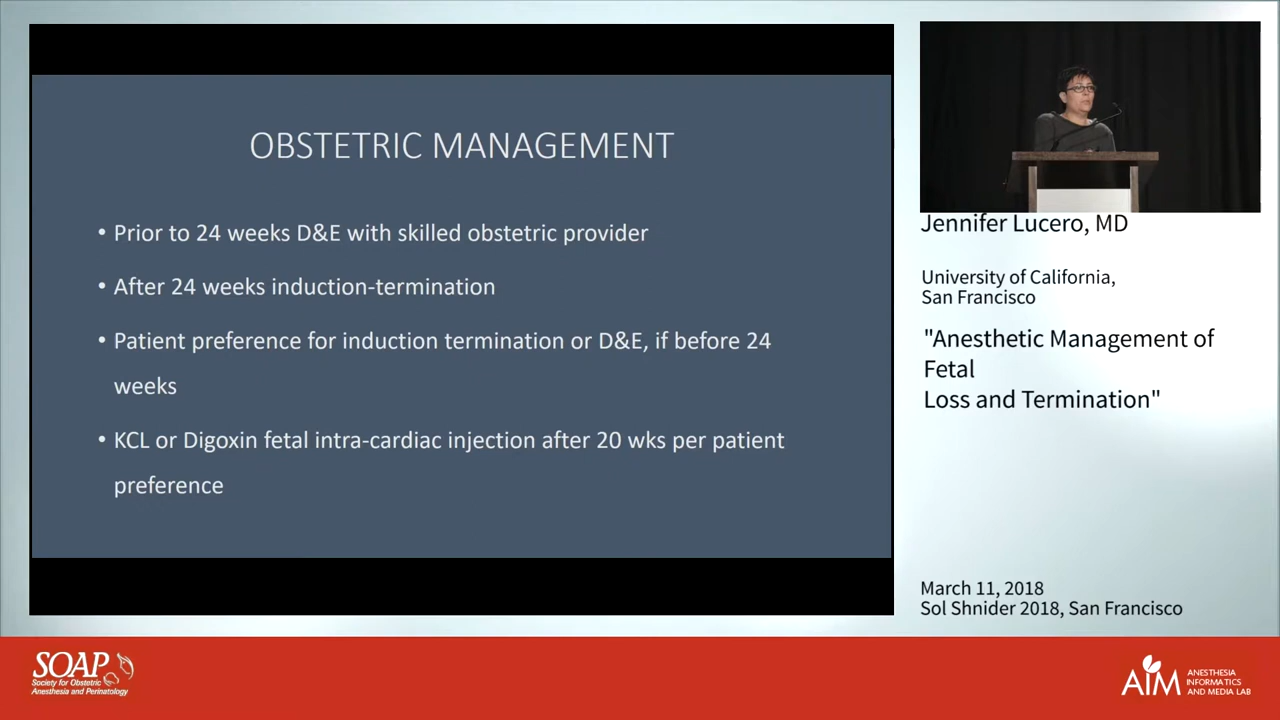 OBSTETRIC MANAGEMENT
• Prior to 24 weeks D&E with skilled obstetric provider
• After 24 weeks induction-termination
• Patient preference for induction termination or D&E, if before 24
weeks
• KCL or Digoxin fetal intra-cardiac injection after 20 wks per patient
preference
Jennifer Lucero, MD
University of California,
San Francisco
"Anesthetic Management of
Fetal
Loss and Termination"
March 11, 2018
Sol Shnider 2018, San Francisco
SOAP
Society for Obstetric
Anesthesia and Perinatology
AIM
ANESTHESIA
INFORMATICS
AND MEDIA LAB